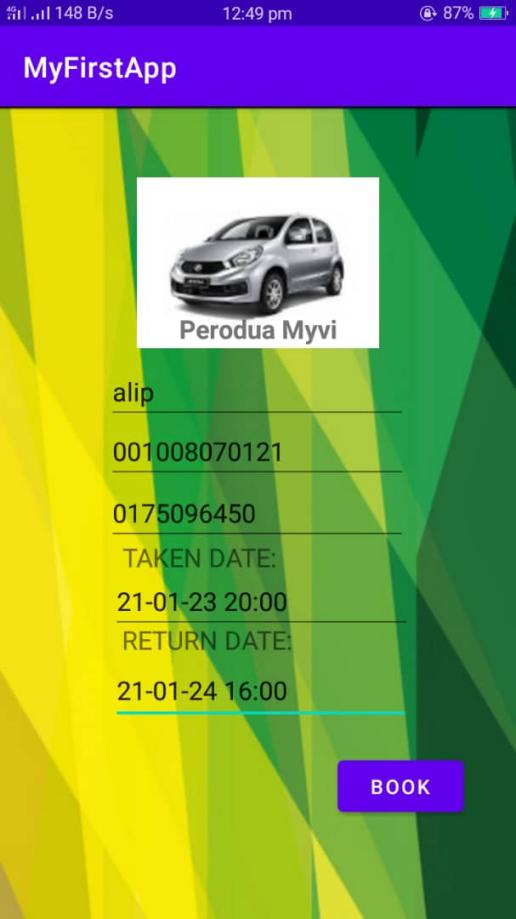 4G 148 B/s 12:49 pm 87%
MyFirstApp
Perodua Myvi
alip
001008070121
0175096450
TAKEN DATE:
21-01-23 20:00
RETURN DATE:
21-01-24 16:00
BOOK